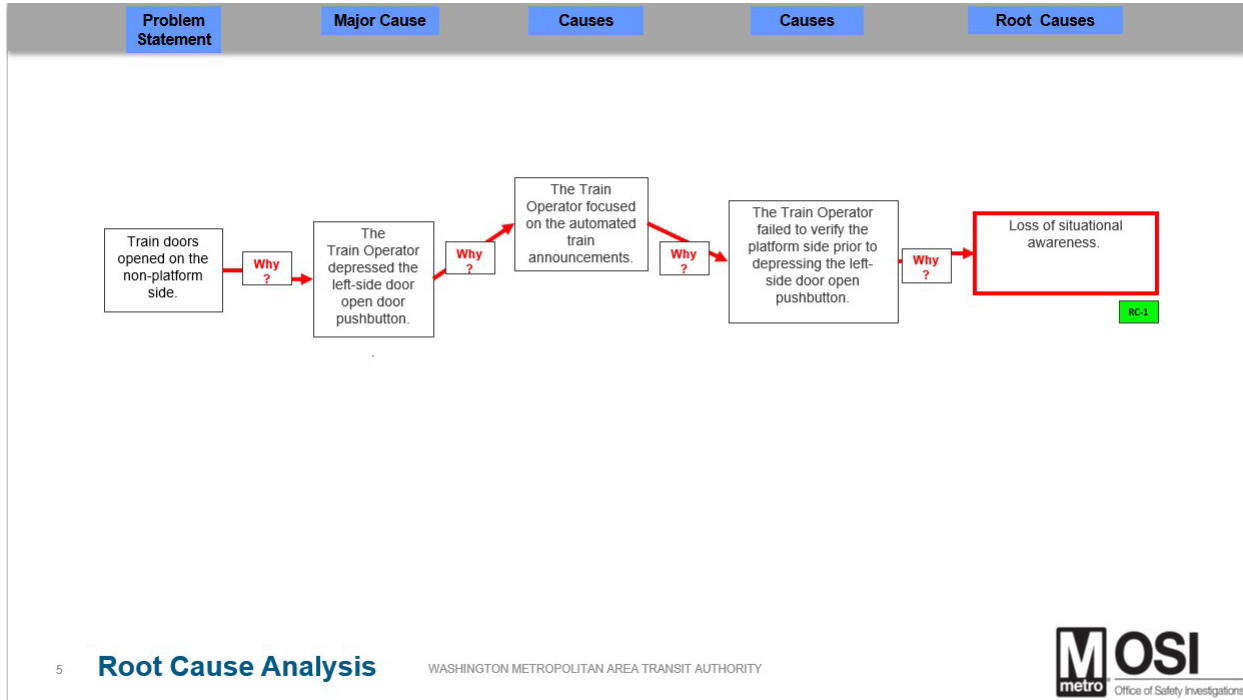 Problem
Statement
Major Cause
Causes
Causes
Root Causes
Train doors
opened on the
non-platform
side.
Why
?
The
Train Operator
depressed the
left-side door
open door
pushbutton.
.
Why
?
The Train
Operator focused
on the automated
train
announcements.
Why
?
The Train Operator
failed to verify the
platform side prior to
depressing the left-
side door open
pushbutton.
Why
?
Loss of situational
awareness.
RC-1
5
Root Cause Analysis
WASHINGTON METROPOLITAN AREA TRANSIT AUTHORITY
M
metro
OSI
Office of Safety Investigations